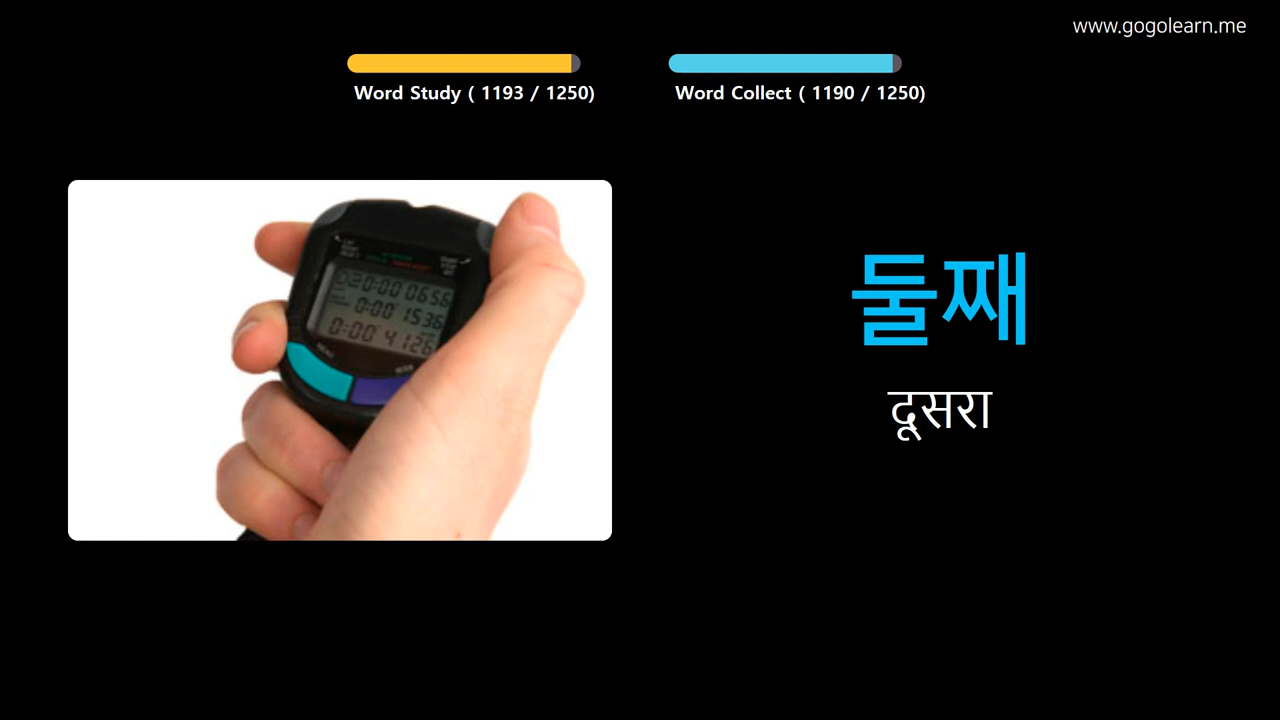 www.gogolearn.me
Word Study ( 1193 / 1250)
Word Collect ( 1190 / 1250)
둘째
दूसरा